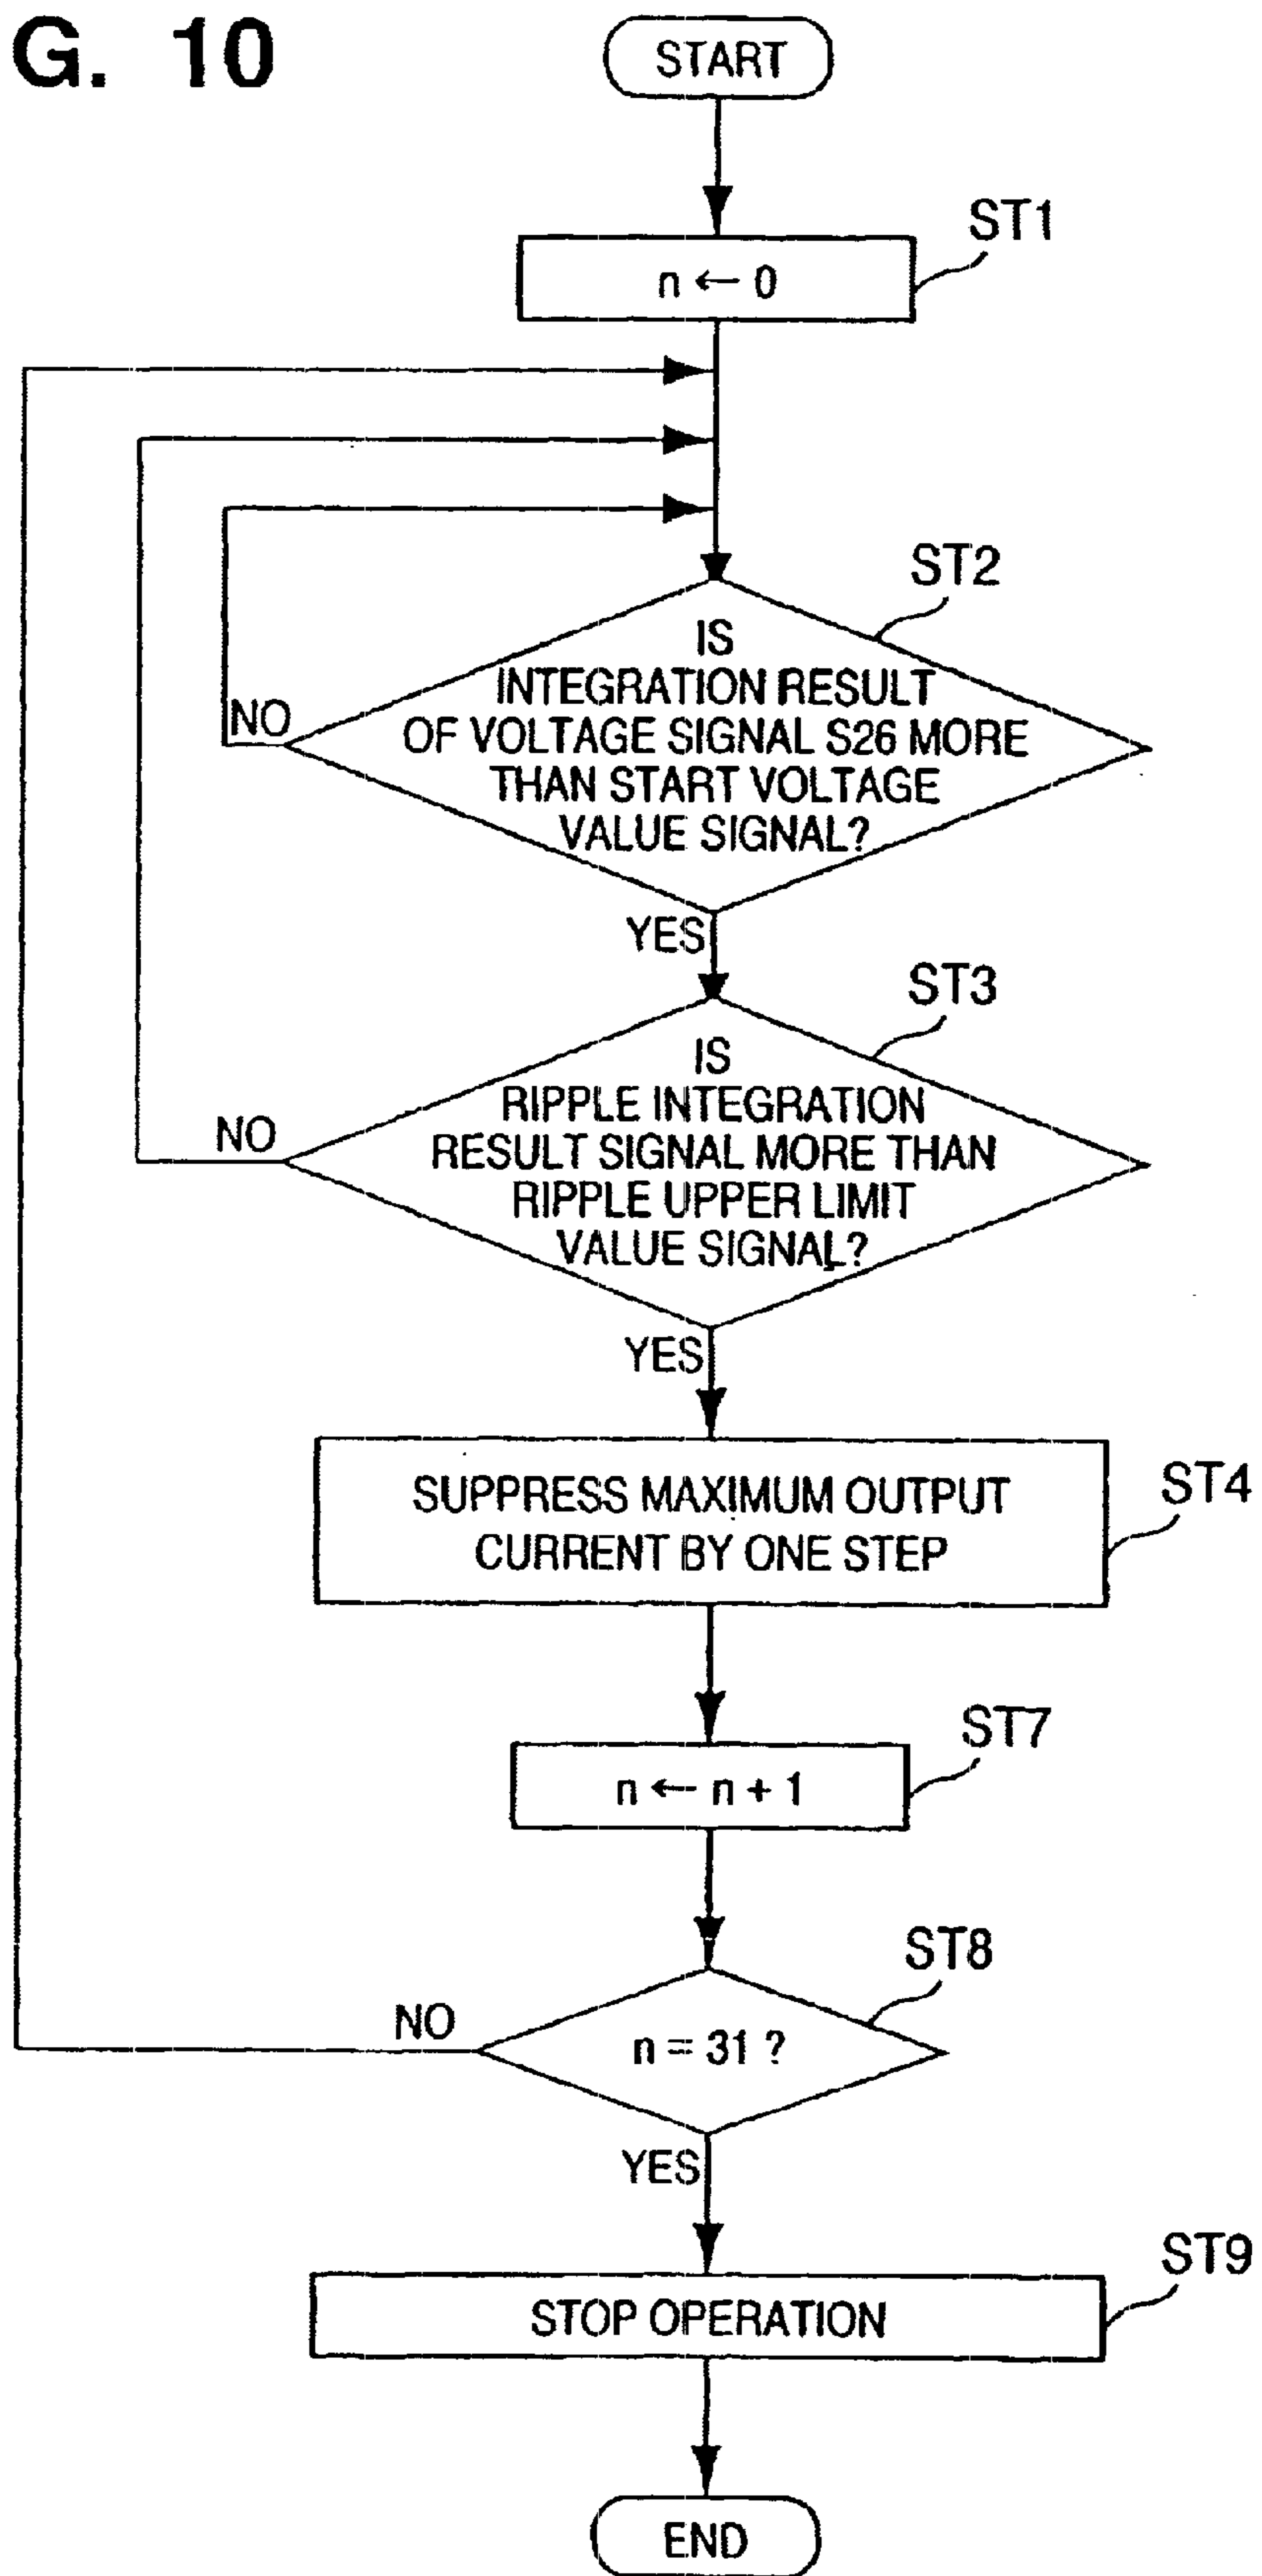 G. 10
START
ST1
n ← 0
ST2
IS
INTEGRATION RESULT
OF VOLTAGE SIGNAL S26 MORE
THAN START VOLTAGE
VALUE SIGNAL?
NO
YES
ST3
IS
RIPPLE INTEGRATION
RESULT SIGNAL MORE THAN
RIPPLE UPPER LIMIT
VALUE SIGNAL?
NO
YES
ST4
SUPPRESS MAXIMUM OUTPUT
CURRENT BY ONE STEP
ST7
n ← n + 1
ST8
NO
n = 31 ?
YES
ST9
STOP OPERATION
END